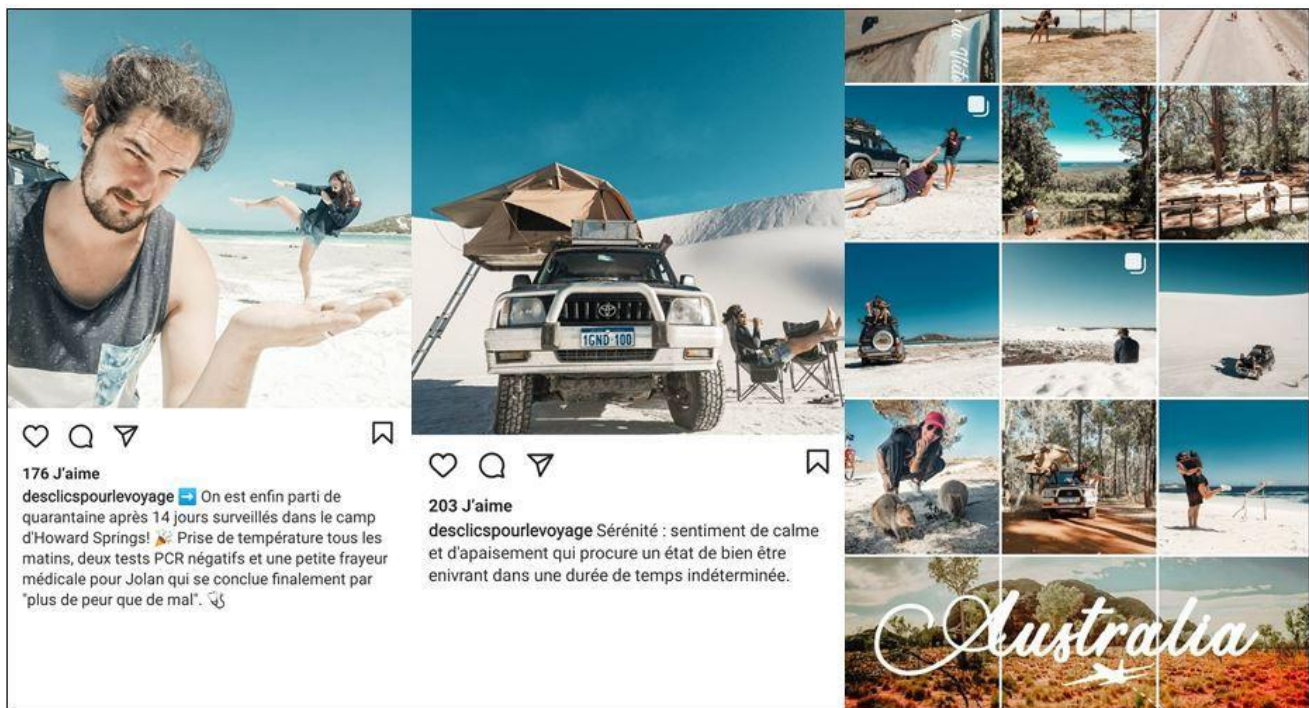 176 J'aime
desclicspourlevoyage ➡️ On est enfin parti de
quarantaine après 14 jours surveillés dans le camp
d'Howard Springs! 🎉 Prise de température tous les
matins, deux tests PCR négatifs et une petite frayeur
médicale pour Jolan qui se conclue finalement par
"plus de peur que de mal". 🩺
1GND·100
203 J'aime
desclicspourlevoyage Sérénité : sentiment de calme
et d'apaisement qui procure un état de bien être
enivrant dans une durée de temps indéterminée.
du
Australia